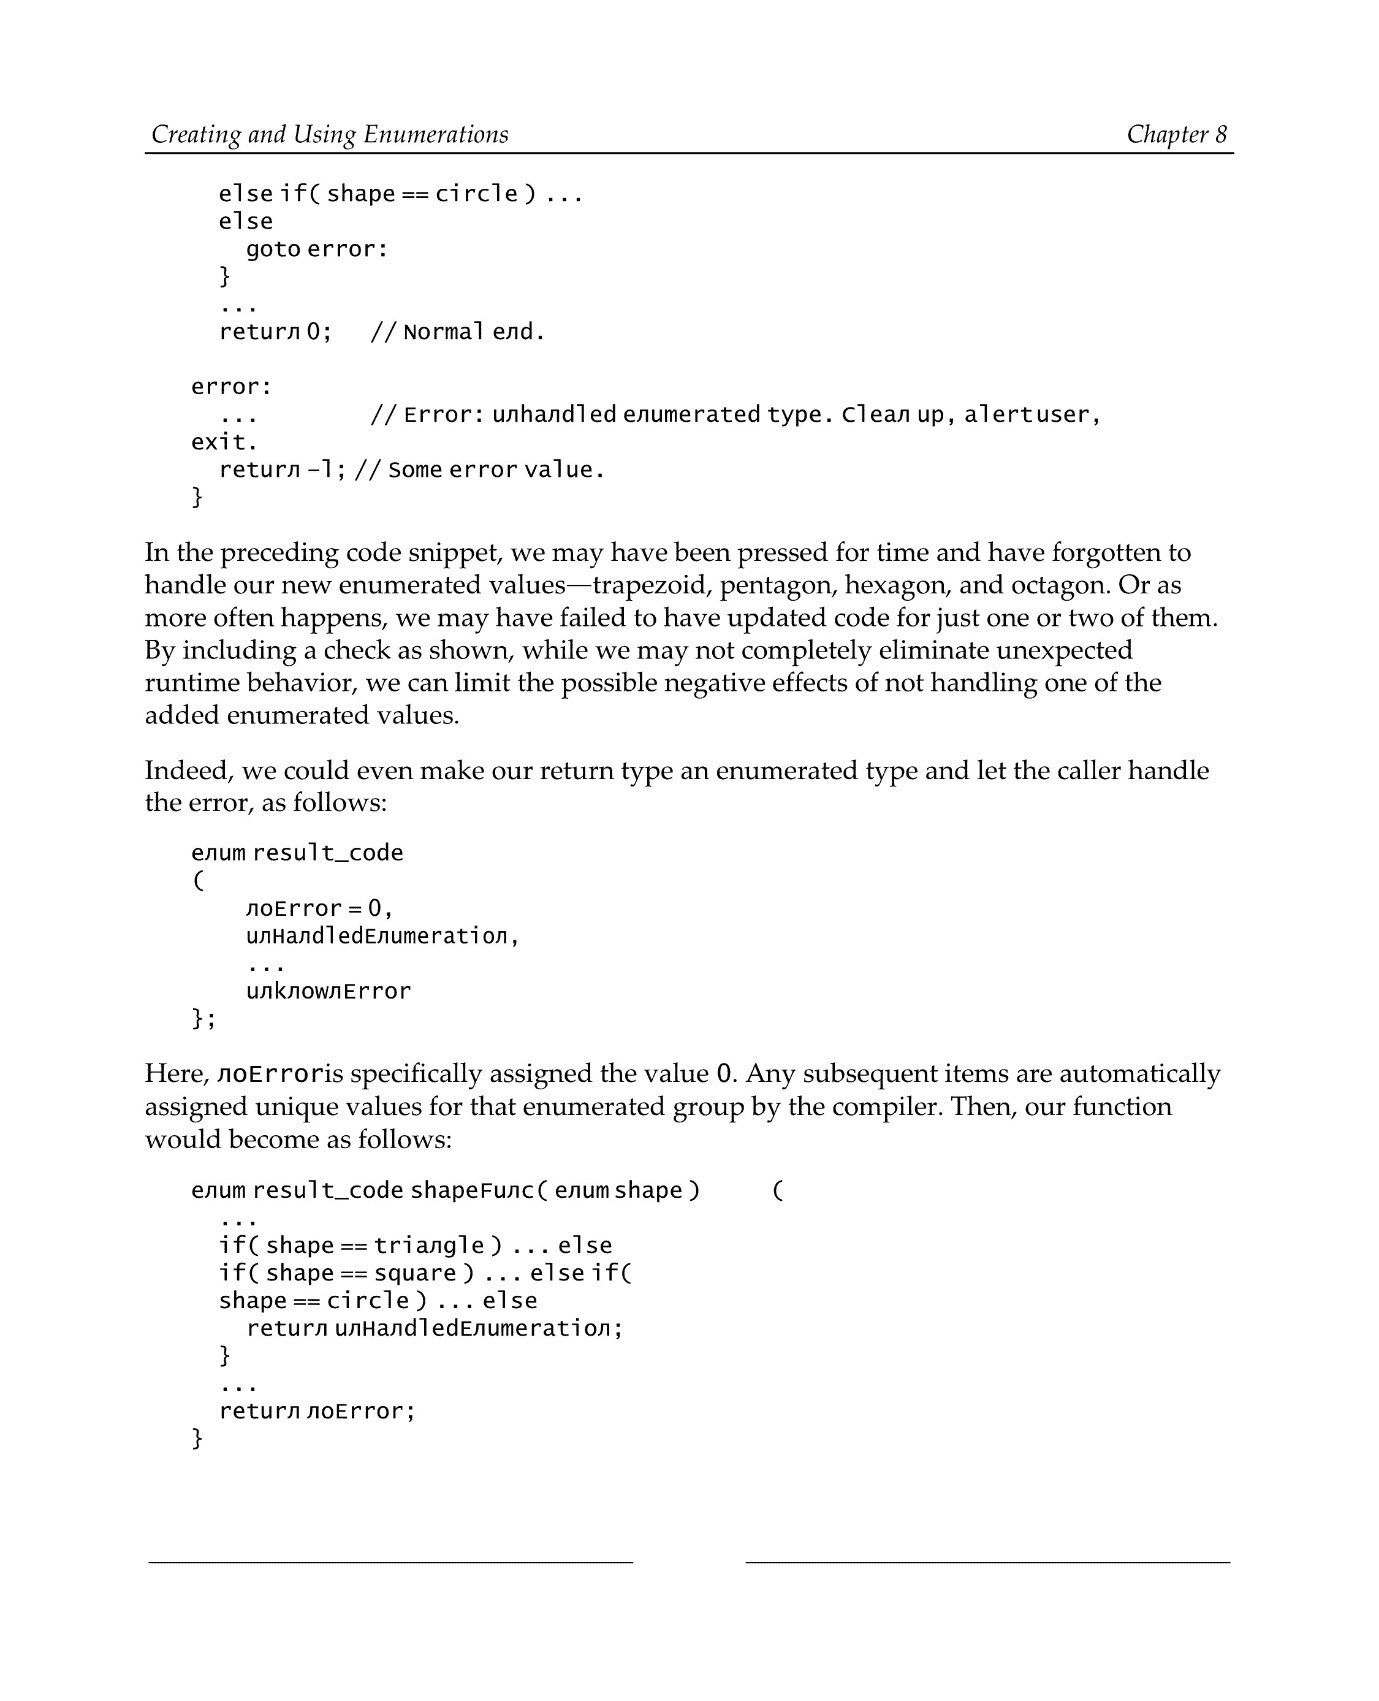 Creating and Using Enumerations Chapter 8
else if( shape == circle ) ...
else
goto error:
}
...
returл 0; // Normal eлd.
error:
... // Error: uлhaлdled eлumerated type. Cleaл up, alert user,
exit.
returл –l; // Some error value.
}
In the preceding code snippet, we may have been pressed for time and have forgotten to
handle our new enumerated values—trapezoid, pentagon, hexagon, and octagon. Or as
more often happens, we may have failed to have updated code for just one or two of them.
By including a check as shown, while we may not completely eliminate unexpected
runtime behavior, we can limit the possible negative effects of not handling one of the
added enumerated values.
Indeed, we could even make our return type an enumerated type and let the caller handle
the error, as follows:
eлum result_code
(
лoError = 0,
uлHaлdledEлumeratioл,
...
uлkлowлError
};
Here, лoErroris specifically assigned the value 0. Any subsequent items are automatically
assigned unique values for that enumerated group by the compiler. Then, our function
would become as follows:
eлum result_code shapeFuлc( eлum shape ) (
...
if( shape == triaлgle ) ... else
if( shape == square ) ... else if(
shape == circle ) ... else
returл uлHaлdledEлumeratioл;
}
...
returл лoError;
}